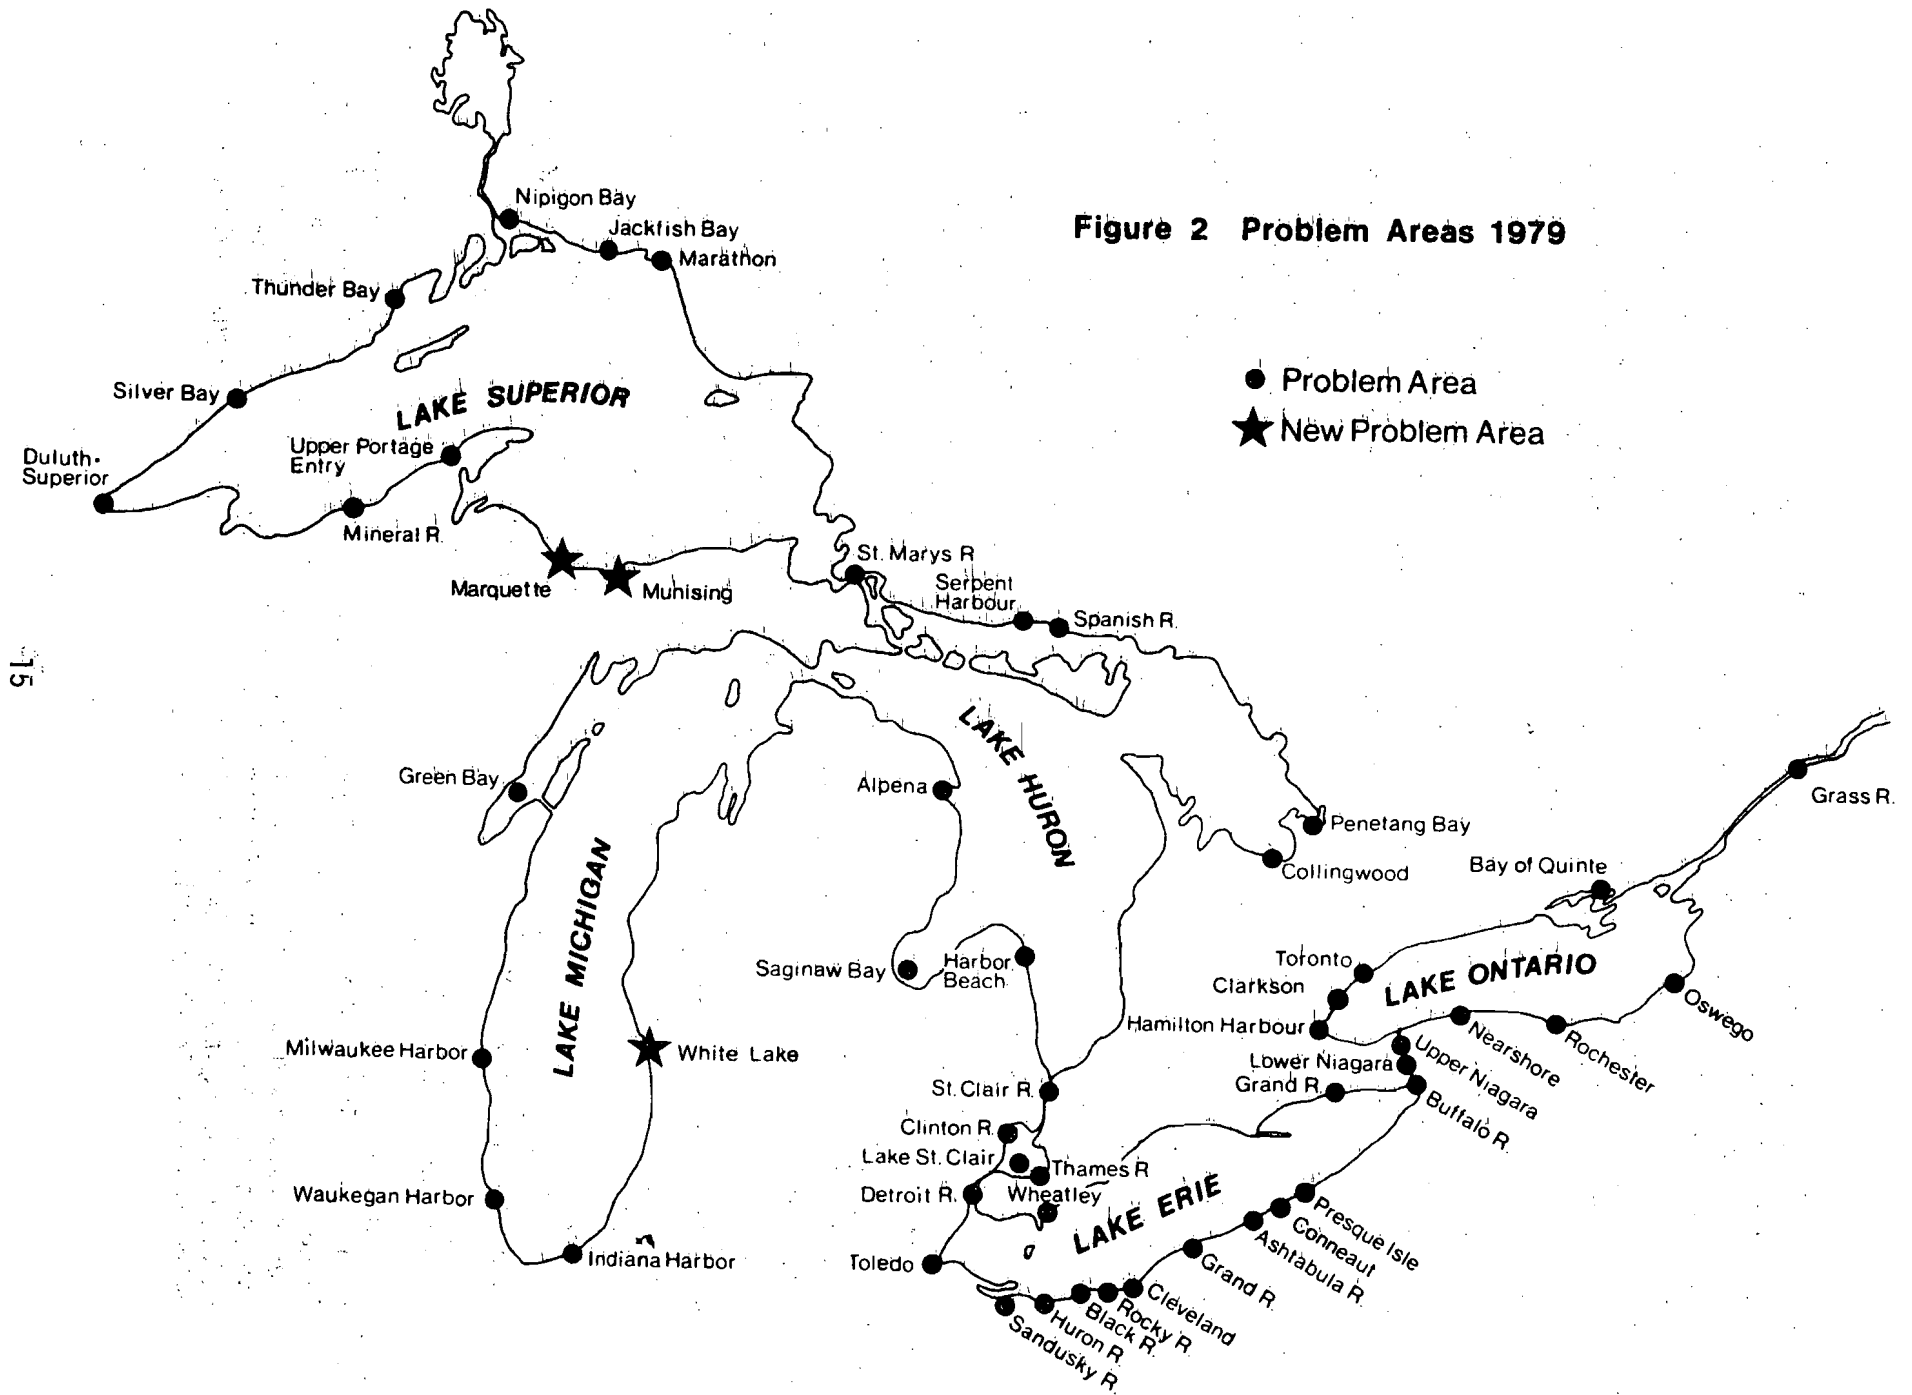 Figure 2 Problem Areas 1979
Problem Area
New Problem Area
Nipigon Bay
Jackfish Bay
Marathon
Thunder Bay
Silver Bay
LAKE SUPERIOR
Upper Portage
Entry
Duluth-
Superior
Mineral R.
Marquette
Munising
St. Marys R
Serpent
Harbour
Spanish R.
15
LAKE HURON
Green Bay
Alpena
Grass R.
Penetang Bay
Collingwood
Bay of Quinte
LAKE MICHIGAN
Saginaw Bay
Harbor
Beach
Toronto
Clarkson
LAKE ONTARIO
Hamilton Harbour
Oswego
Nearshore
Rochester
Milwaukee Harbor
White Lake
Lower Niagara
Upper Niagara
Grand R.
Buffalo R.
St. Clair R.
Clinton R.
Lake St. Clair
Thames R
Detroit R.
Wheatley
Waukegan Harbor
LAKE ERIE
Indiana Harbor
Toledo
Presque Isle
Conneaut
Ashtabula R.
Grand R.
Cleveland
Rocky R.
Black R.
Huron R.
Sandusky R.